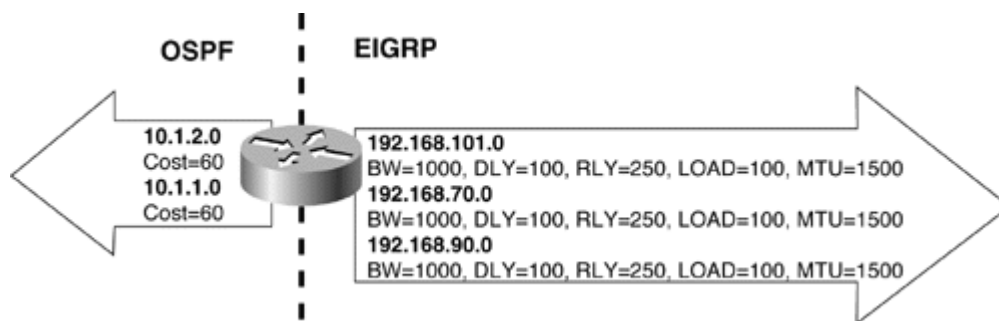 OSPF
EIGRP
10.1.2.0
Cost=60
10.1.1.0
Cost=60
192.168.101.0
BW=1000, DLY=100, RLY=250, LOAD=100, MTU=1500
192.168.70.0
BW=1000, DLY=100, RLY=250, LOAD=100, MTU=1500
192.168.90.0
BW=1000, DLY=100, RLY=250, LOAD=100, MTU=1500